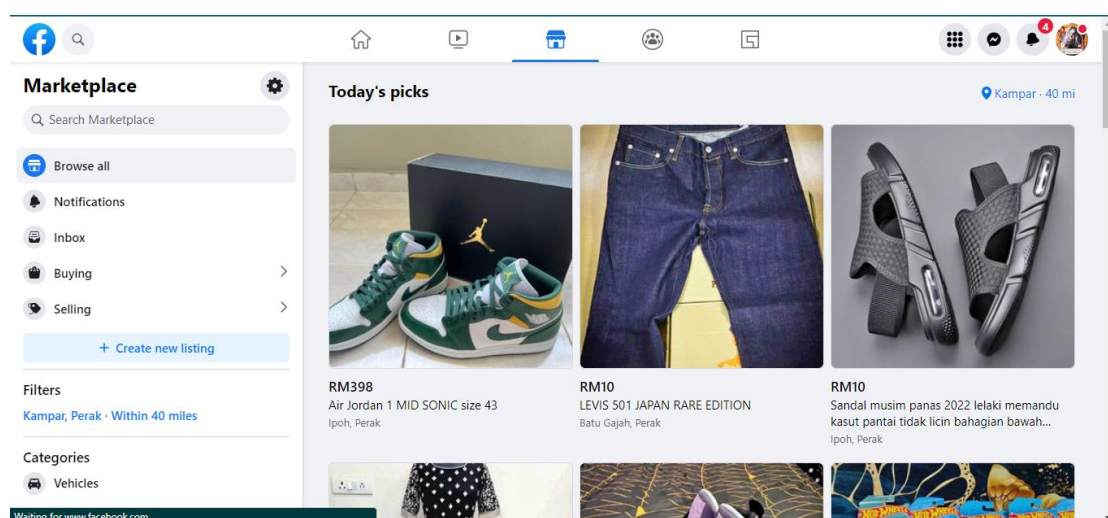 4
Marketplace
Search Marketplace
Browse all
Notifications
Inbox
Buying
Selling
+ Create new listing
Filters
Kampar, Perak · Within 40 miles
Categories
Vehicles
Waiting for www.facebook.com
Today's picks
Kampar · 40 mi
RM398
Air Jordan 1 MID SONIC size 43
Ipoh, Perak
RM10
LEVIS 501 JAPAN RARE EDITION
Batu Gajah, Perak
RM10
Sandal musim panas 2022 lelaki memandu
kasut pantai tidak licin bahagian bawah...
Ipoh, Perak